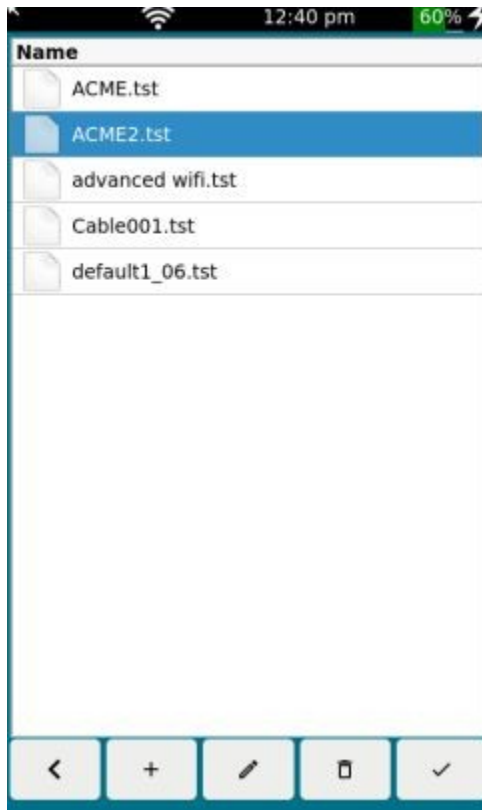 12:40 pm 60%
Name
ACME.tst
ACME2.tst
advanced wifi.tst
Cable001.tst
default1_06.tst